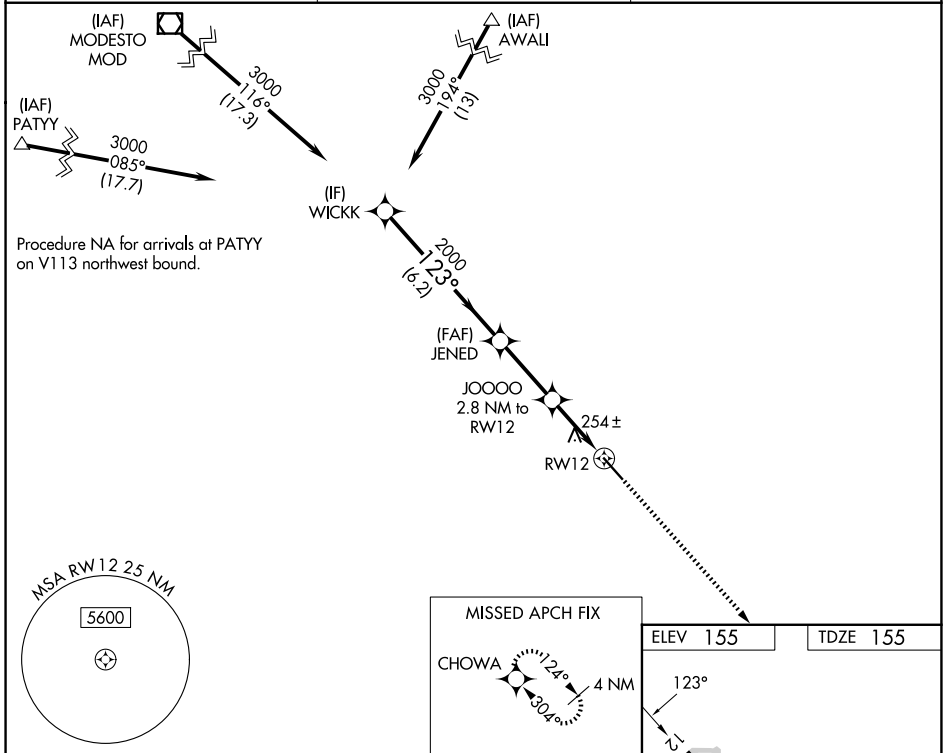 (IAF)
MODESTO
MOD
(IAF)
AWALI
3000
116°
(17.3)
3000
194°
(13)
(IAF)
PATYY
3000
085°
(17.7)
(IF)
WICKK
Procedure NA for arrivals at PATYY
on V113 northwest bound.
2000
123°
(6.2)
(FAF)
JENED
JOOOO
2.8 NM to
RW12
254±
RW12
MSA RW12 25 NM
5600
MISSED APCH FIX
CHOWA
124°
304°
4 NM
ELEV 155
TDZE 155
123°
12